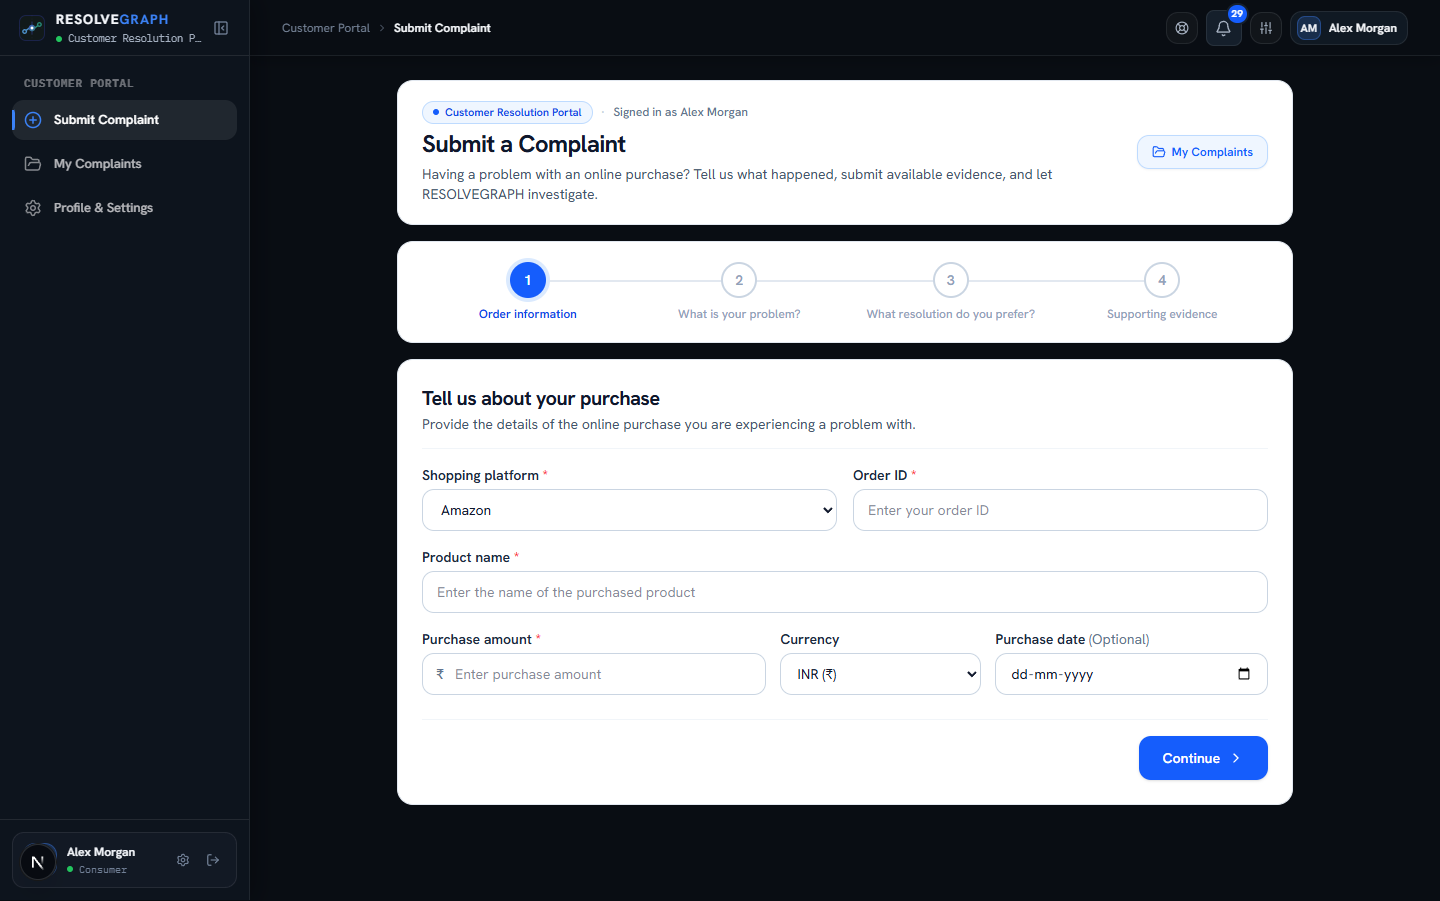 RESOLVEGRAPH
Customer Resolution P…
CUSTOMER PORTAL
Submit Complaint
My Complaints
Profile & Settings
N
Alex Morgan
Consumer
Customer Portal > Submit Complaint
29
AM Alex Morgan
Customer Resolution Portal · Signed in as Alex Morgan
Submit a Complaint
Having a problem with an online purchase? Tell us what happened, submit available evidence, and let
RESOLVEGRAPH investigate.
My Complaints
1 2 3 4
Order information What is your problem? What resolution do you prefer? Supporting evidence
Tell us about your purchase
Provide the details of the online purchase you are experiencing a problem with.
Shopping platform * Order ID *
Amazon Enter your order ID
Product name *
Enter the name of the purchased product
Purchase amount * Currency Purchase date (Optional)
₹ Enter purchase amount INR (₹) dd-mm-yyyy
Continue